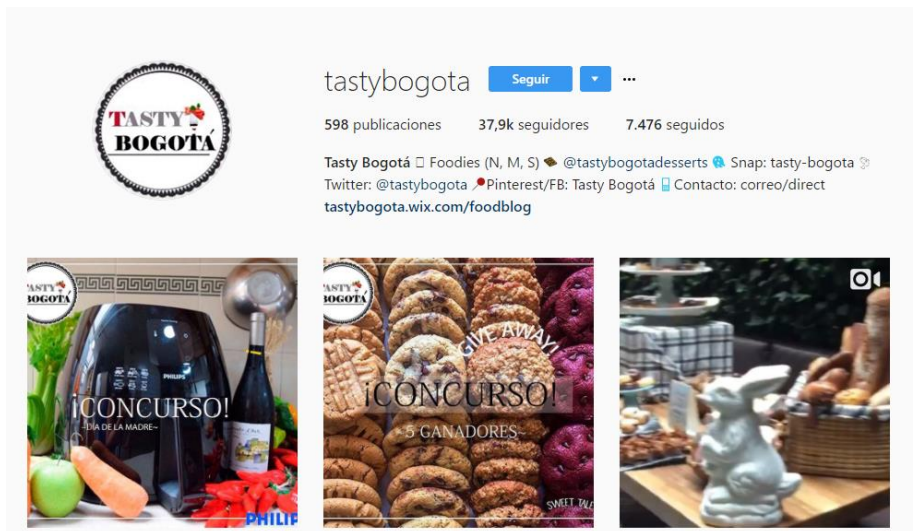 TASTY
BOGOTÁ
tastybogota Seguir
598 publicaciones 37,9k seguidores 7.476 seguidos
Tasty Bogotá Foodies (N, M, S) @tastybogotadesserts Snap: tasty-bogota
Twitter: @tastybogota Pinterest/FB: Tasty Bogotá Contacto: correo/direct
tastybogota.wix.com/foodblog
TASTY
BOGOTÁ
PHILIPS
¡CONCURSO!
~DÍA DE LA MADRE~
PHILIP
TASTY
BOGOTÁ
GIVE AWAY!
¡CONCURSO!
~5 GANADORES~
SWEET TAL